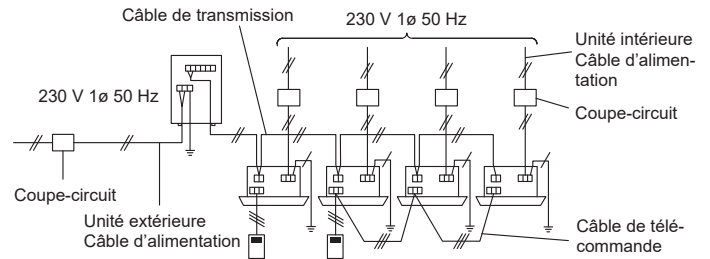 Câble de transmission
230 V 1ø 50 Hz
Unité intérieure
Câble d'alimen-
tation
230 V 1ø 50 Hz
Coupe-circuit
Coupe-circuit
Unité extérieure
Câble d'alimentation
Câble de télé-
commande